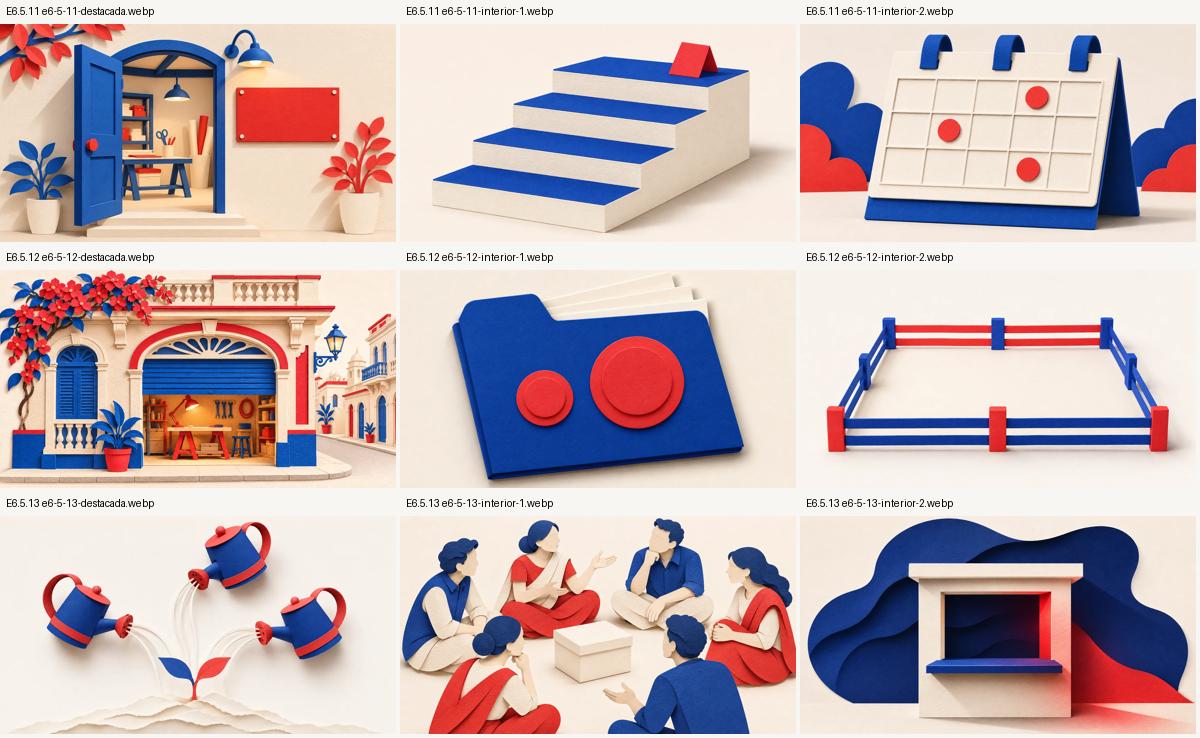 E6.5.11 e6-5-11-destacada.webp
E6.5.11 e6-5-11-interior-1.webp
E6.5.11 e6-5-11-interior-2.webp
E6.5.12 e6-5-12-destacada.webp
E6.5.12 e6-5-12-interior-1.webp
E6.5.12 e6-5-12-interior-2.webp
E6.5.13 e6-5-13-destacada.webp
E6.5.13 e6-5-13-interior-1.webp
E6.5.13 e6-5-13-interior-2.webp